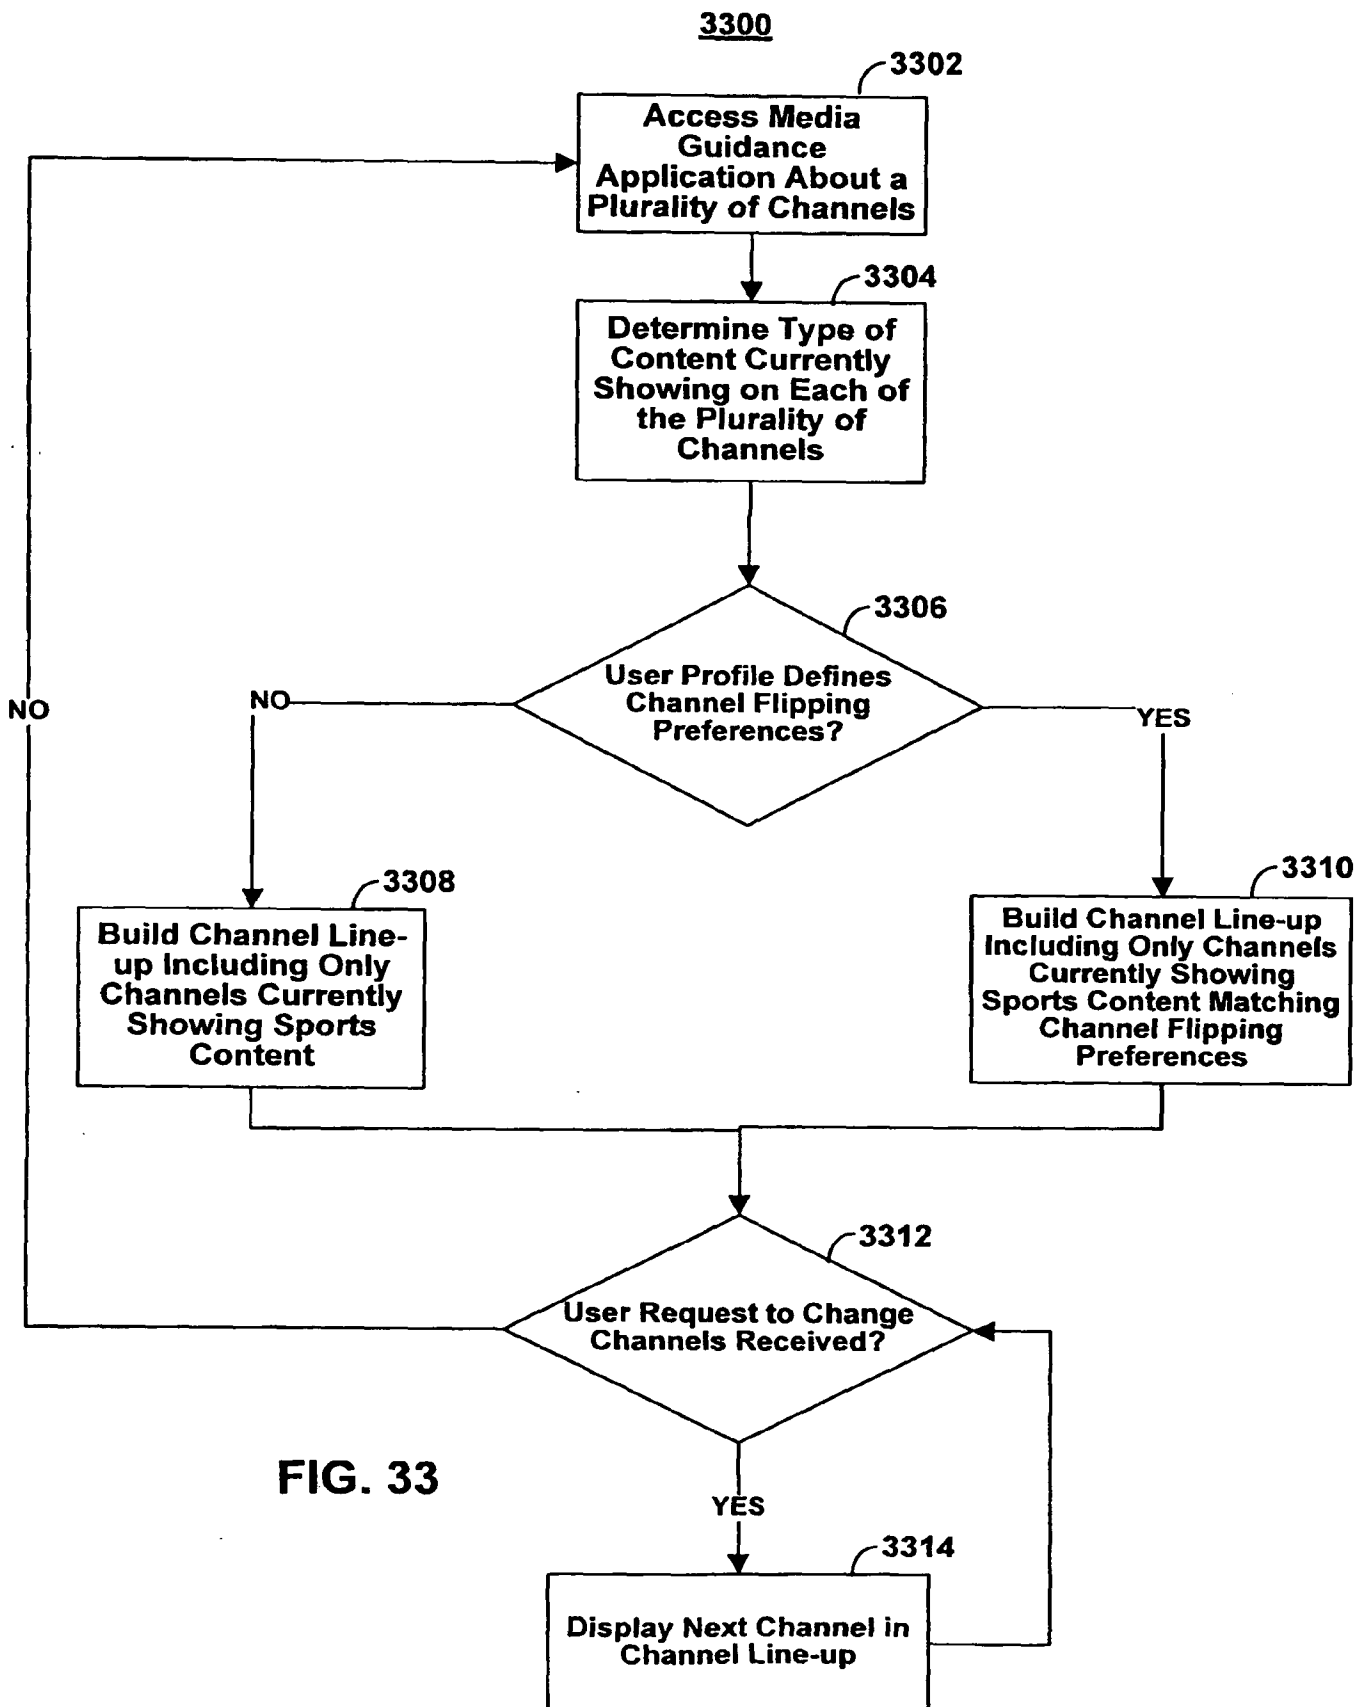 3300
3302
Access Media
Guidance
Application About a
Plurality of Channels
3304
Determine Type of
Content Currently
Showing on Each of
the Plurality of
Channels
3306
User Profile Defines
Channel Flipping
Preferences?
NO
NO
YES
3308
Build Channel Line-
up Including Only
Channels Currently
Showing Sports
Content
3310
Build Channel Line-up
Including Only Channels
Currently Showing
Sports Content Matching
Channel Flipping
Preferences
3312
User Request to Change
Channels Received?
FIG. 33
YES
3314
Display Next Channel in
Channel Line-up